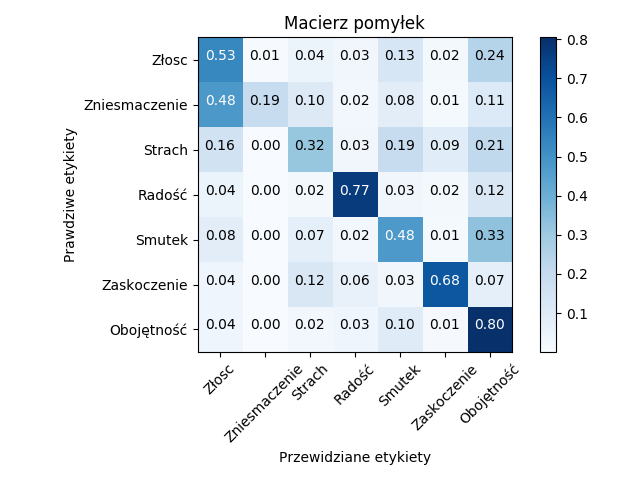 Macierz pomyłek
Złosc 0.53 0.01 0.04 0.03 0.13 0.02 0.24
Zniesmaczenie 0.48 0.19 0.10 0.02 0.08 0.01 0.11
Strach 0.16 0.00 0.32 0.03 0.19 0.09 0.21
Radość 0.04 0.00 0.02 0.77 0.03 0.02 0.12
Smutek 0.08 0.00 0.07 0.02 0.48 0.01 0.33
Zaskoczenie 0.04 0.00 0.12 0.06 0.03 0.68 0.07
Obojętność 0.04 0.00 0.02 0.03 0.10 0.01 0.80
Prawdziwe etykiety
Złosc Zniesmaczenie Strach Radość Smutek Zaskoczenie Obojętność
Przewidziane etykiety
0.8
0.7
0.6
0.5
0.4
0.3
0.2
0.1